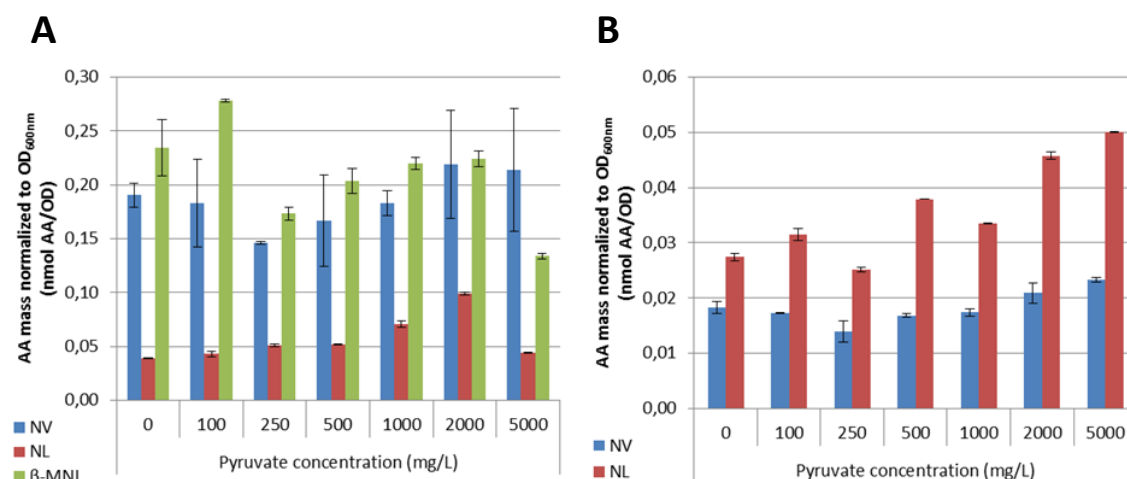 A
AA mass normalized to OD600nm
(nmol AA/OD)
0,30
0,25
0,20
0,15
0,10
0,05
0,00
0 100 250 500 1000 2000 5000
Pyruvate concentration (mg/L)
NV
NL
β-MNL
B
AA mass normalized to OD600nm
(nmol AA/OD)
0,06
0,05
0,04
0,03
0,02
0,01
0,00
0 100 250 500 1000 2000 5000
Pyruvate concentration (mg/L)
NV
NL